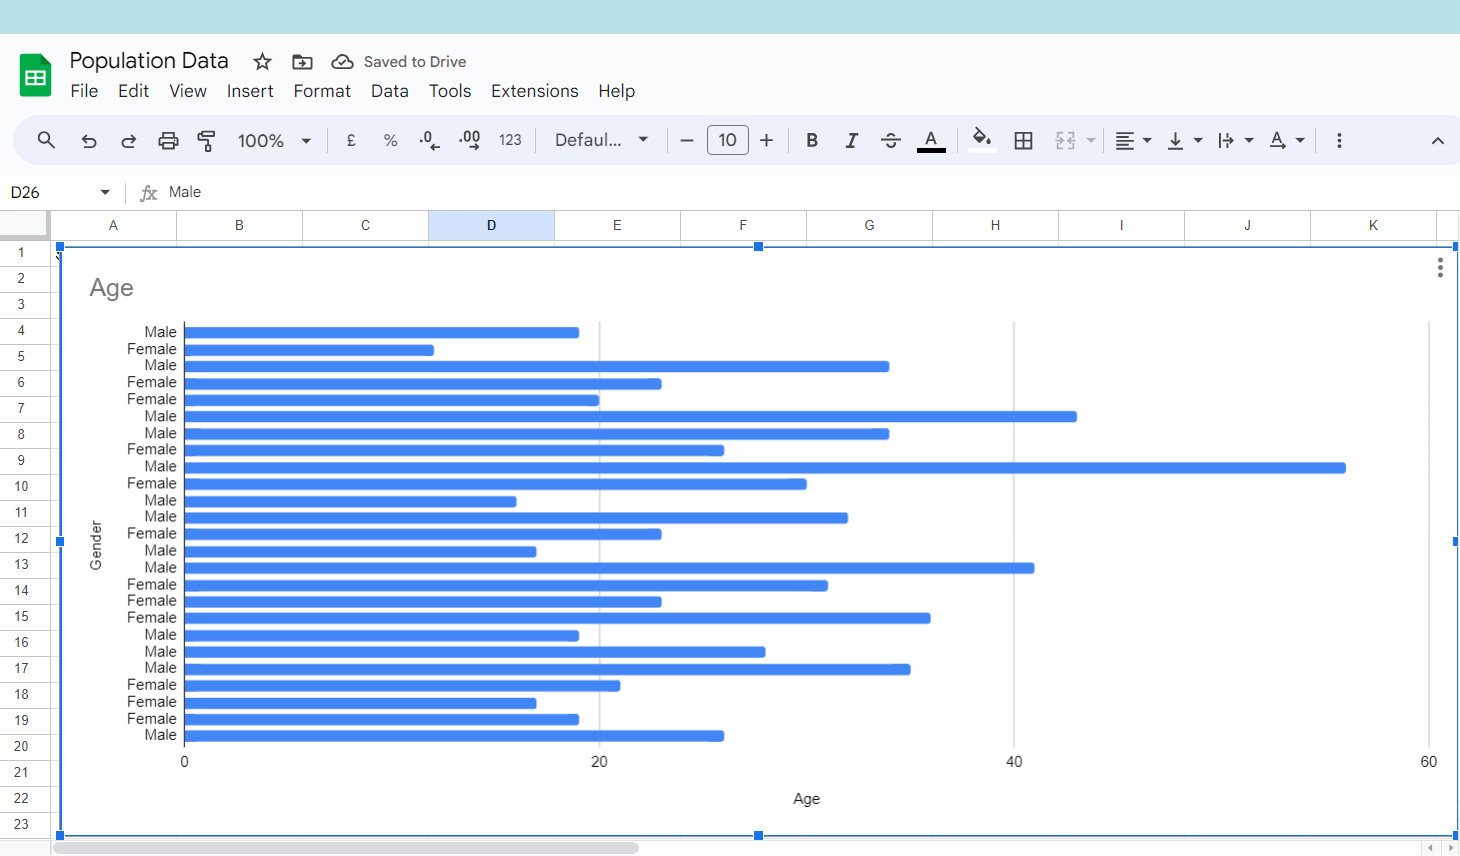 Population Data Saved to Drive
File Edit View Insert Format Data Tools Extensions Help
100% £ % .0 .00 123 Defaul... 10 B I A A
D26 fx Male
A B C D E F G H I J K
1
2
3
4
5
6
7
8
9
10
11
12
13
14
15
16
17
18
19
20
21
22
23
Age
Male
Female
Male
Female
Female
Male
Male
Female
Male
Female
Male
Male
Female
Male
Male
Female
Female
Female
Male
Male
Male
Female
Female
Female
Male
Gender
0 20 40 60
Age